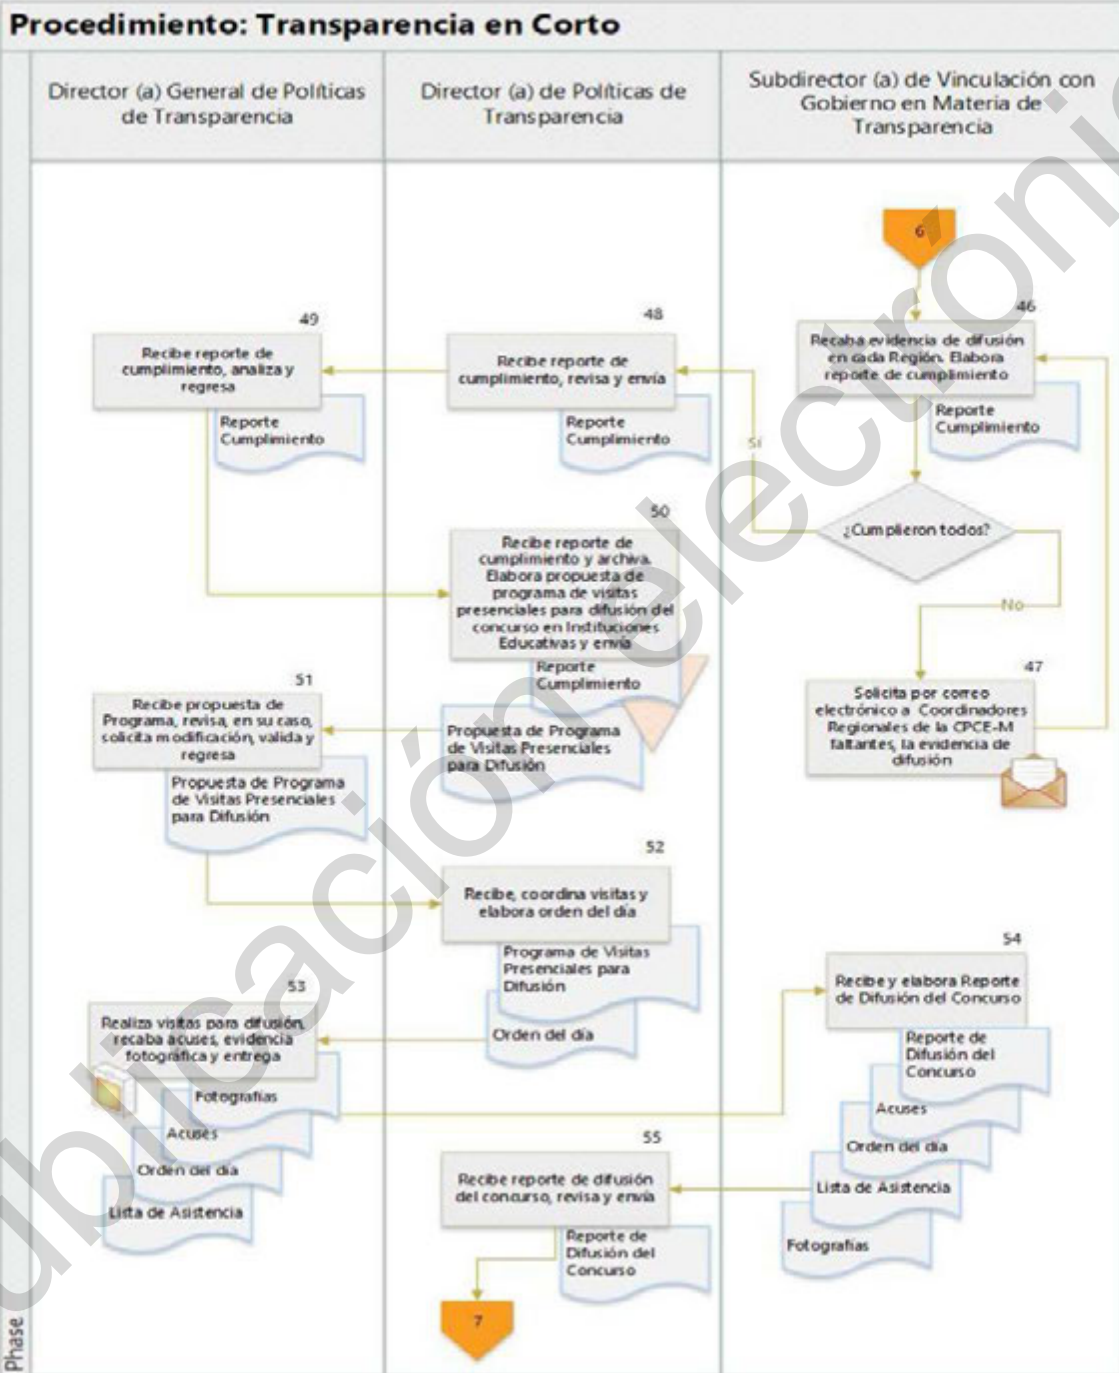 Procedimiento: Transparencia en Corto
Director (a) General de Políticas
de Transparencia
Director (a) de Políticas de
Transparencia
Subdirector (a) de Vinculación con
Gobierno en Materia de
Transparencia
6
46
Recaba evidencia de difusión
en cada Región. Elabora
reporte de cumplimiento
Reporte
Cumplimiento
¿Cumplieron todos?
Sí
No
47
Solicita por correo
electrónico a Coordinadores
Regionales de la CPCE-M
faltantes, la evidencia de
difusión
48
Recibe reporte de
cumplimiento, revisa y envía
Reporte
Cumplimiento
49
Recibe reporte de
cumplimiento, analiza y
regresa
Reporte
Cumplimiento
50
Recibe reporte de
cumplimiento y archiva.
Elabora propuesta de
programa de visitas
presenciales para difusión del
concurso en Instituciones
Educativas y envía
Reporte
Cumplimiento
Propuesta de Programa
de Visitas Presenciales
para Difusión
51
Recibe propuesta de
Programa, revisa, en su caso,
solicita modificación, valida y
regresa
Propuesta de Programa
de Visitas Presenciales
para Difusión
52
Recibe, coordina visitas y
elabora orden del día
Programa de Visitas
Presenciales para
Difusión
Orden del día
53
Realiza visitas para difusión,
recaba acuses, evidencia
fotográfica y entrega
Fotografías
Acuses
Orden del día
Lista de Asistencia
54
Recibe y elabora Reporte
de Difusión del Concurso
Reporte de
Difusión del
Concurso
Acuses
Orden del día
Lista de Asistencia
Fotografías
55
Recibe reporte de difusión
del concurso, revisa y envía
Reporte de
Difusión del
Concurso
7
Phase
ublicación electrónic